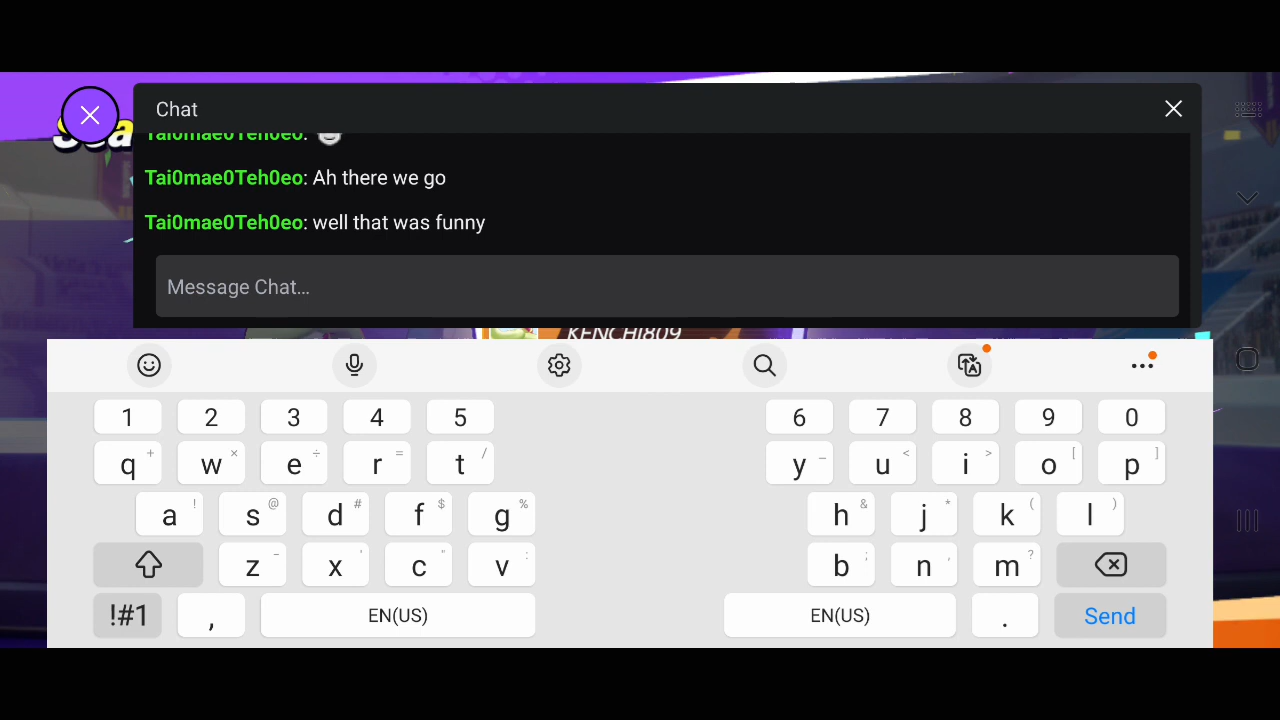 Chat
Tai0mae0Teh0eo:
Tai0mae0Teh0eo: Ah there we go
Tai0mae0Teh0eo: well that was funny
Message Chat...
KENCHI809
1 2 3 4 5 6 7 8 9 0
q + w × e ÷ r = t / y _ u < i > o [ p ]
a ! s @ d # f $ g % h & j * k ( l )
z - x ' c " v : b ; n , m ?
!#1 , EN(US) EN(US) . Send